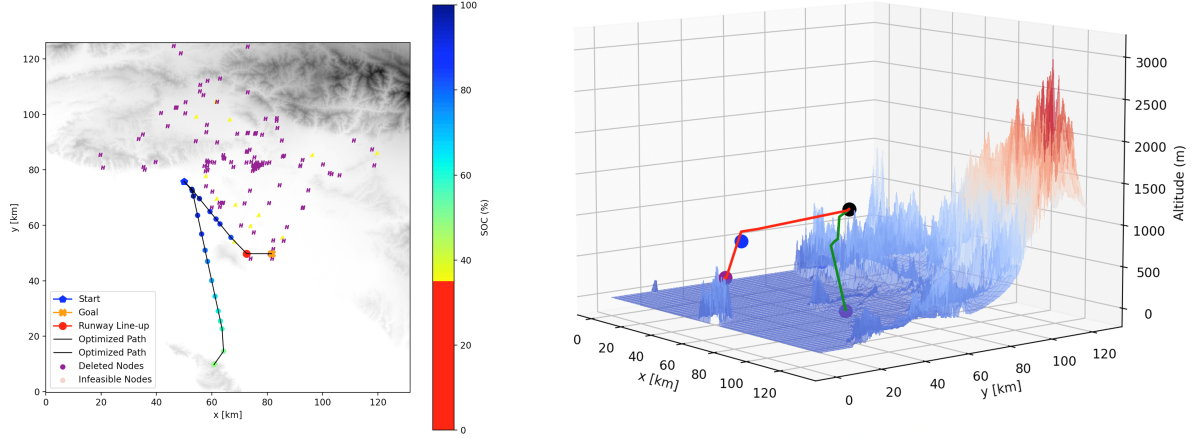 120
100
80
60
40
20
0
y [km]
Start
Goal
Runway Line-up
Optimized Path
Optimized Path
Deleted Nodes
Infeasible Nodes
0 20 40 60 80 100 120
x [km]
100
80
60
40
20
0
SOC (%)
3000
2500
2000
1500
1000
500
0
Altitude (m)
0 20 40 60 80 100 120
x [km]
0 20 40 60 80 100 120
y [km]